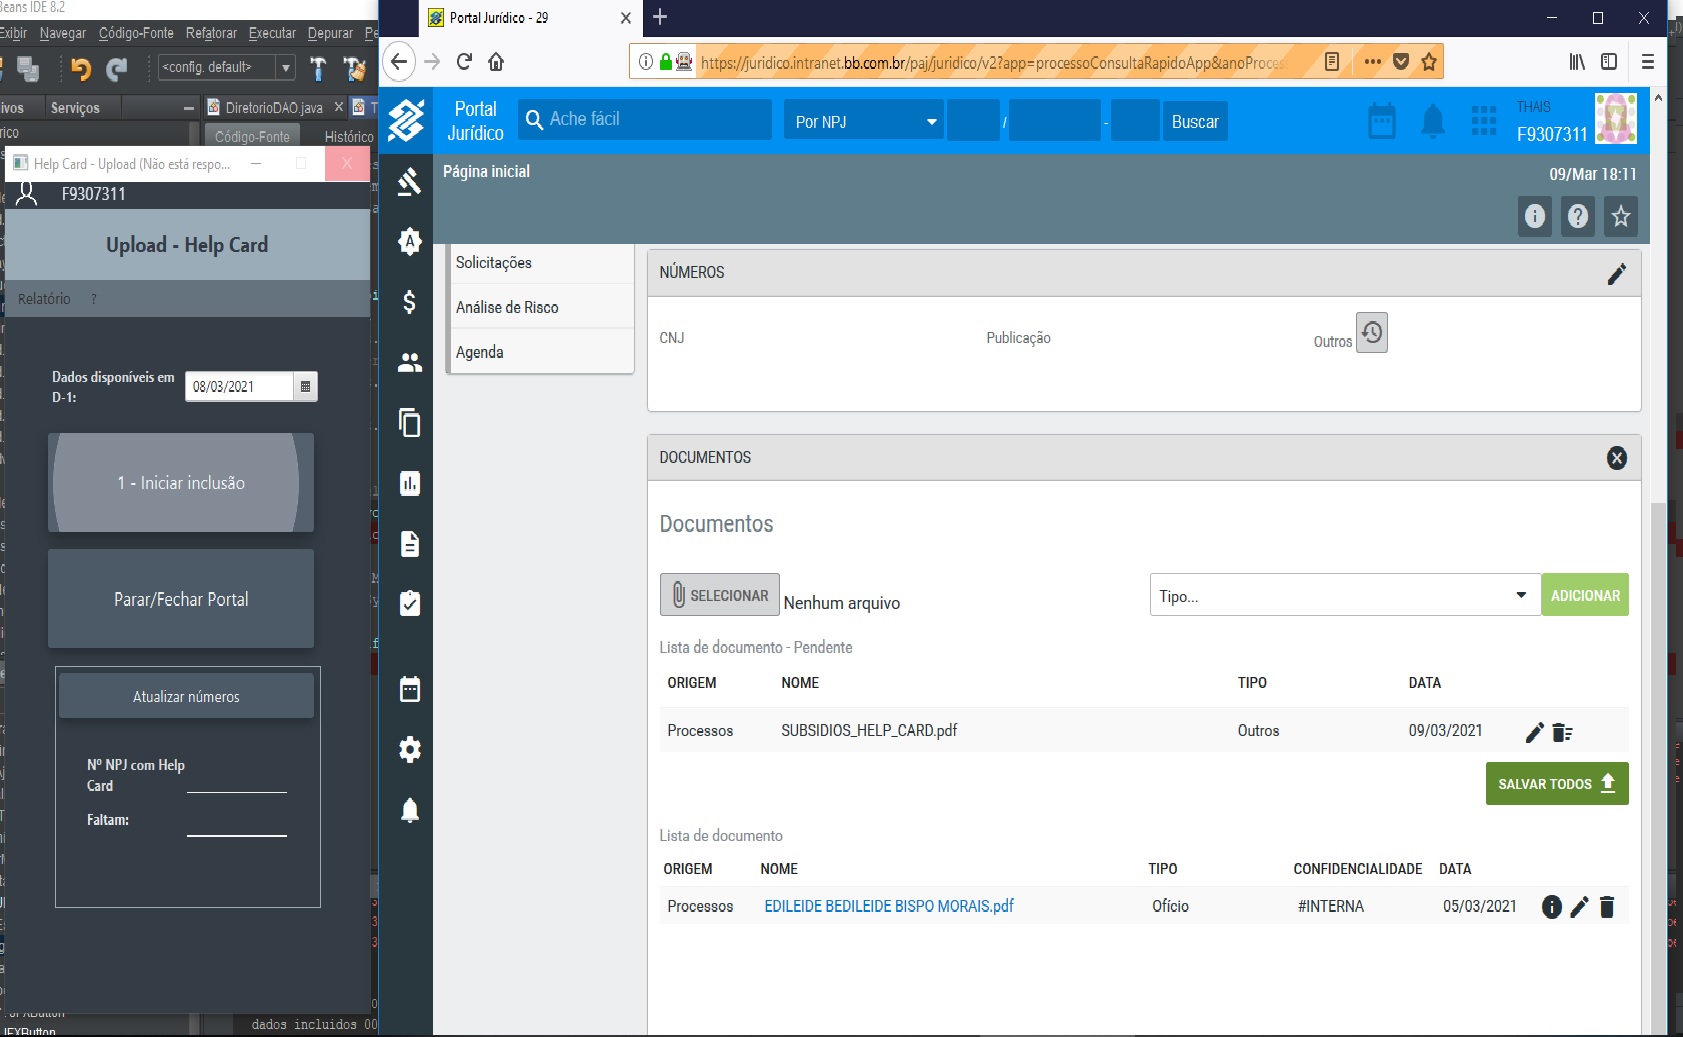 Beans IDE 8.2
Exibir Navegar Código-Fonte Refatorar Executar Depurar Pe
<config. default>
ivos Serviços
DiretorioDAO.java
Código-Fonte Histórico
Help Card - Upload (Não está respo...
F9307311
Upload - Help Card
Relatório ?
Dados disponíveis em
D-1:
08/03/2021
1 - Iniciar inclusão
Parar/Fechar Portal
Atualizar números
Nº NPJ com Help
Card
Faltam:
JFXButton
JFXButton
dados incluidos 00
Portal Jurídico - 29
https://juridico.intranet.bb.com.br/paj/juridico/v2?app=processoConsultaRapidoApp&anoProces
Portal
Jurídico
Ache fácil
Por NPJ
/
-
Buscar
THAIS
F9307311
Página inicial
09/Mar 18:11
Solicitações
Análise de Risco
Agenda
NÚMEROS
CNJ Publicação Outros
DOCUMENTOS
Documentos
SELECIONAR Nenhum arquivo Tipo... ADICIONAR
Lista de documento - Pendente
ORIGEM NOME TIPO DATA
Processos SUBSIDIOS_HELP_CARD.pdf Outros 09/03/2021
SALVAR TODOS
Lista de documento
ORIGEM NOME TIPO CONFIDENCIALIDADE DATA
Processos EDILEIDE BEDILEIDE BISPO MORAIS.pdf Ofício #INTERNA 05/03/2021